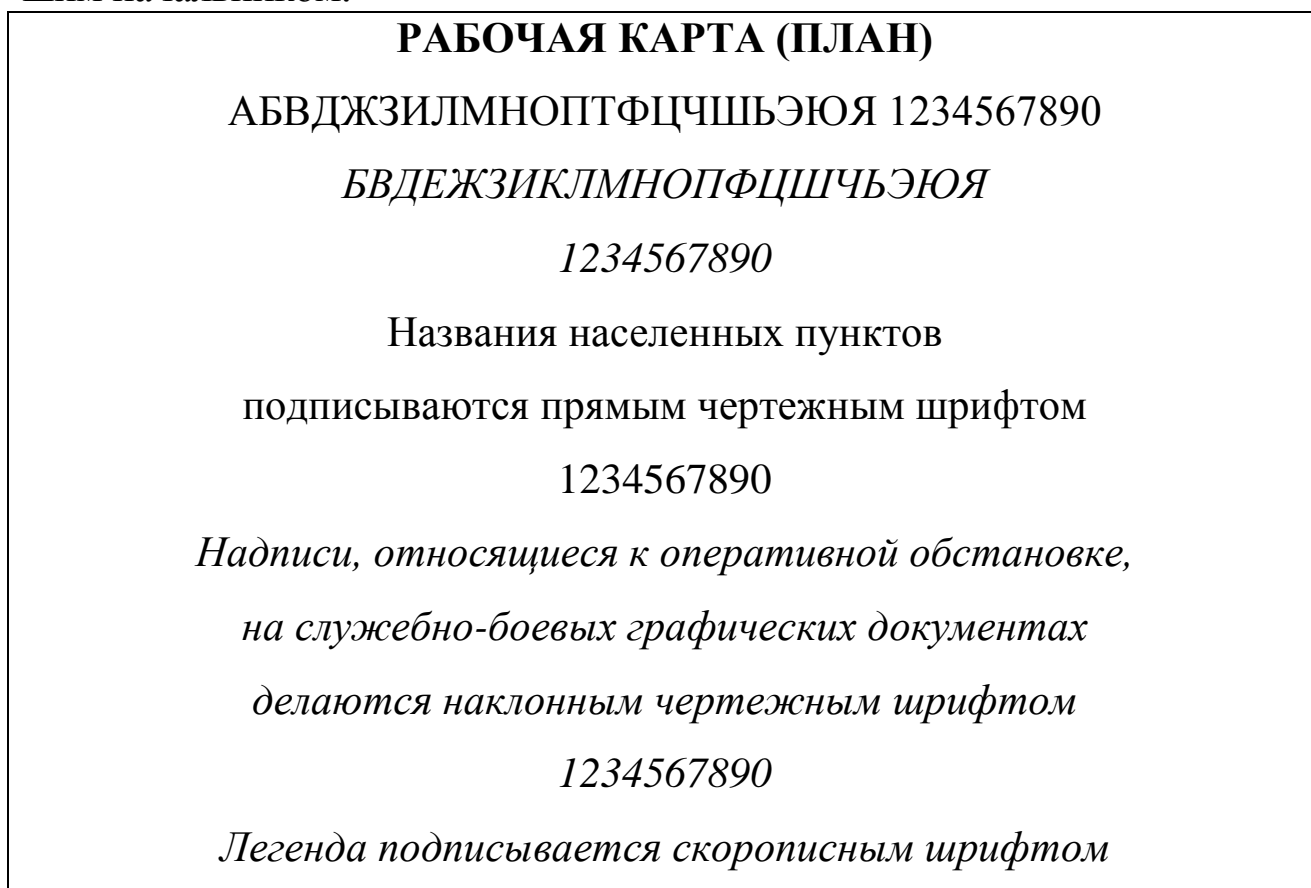 РАБОЧАЯ КАРТА (ПЛАН)
АБВДЖЗИЛМНОПТФЦЧШЬЭЮЯ 1234567890
БВДЕЖЗИКЛМНОПФЦШЧЬЭЮЯ
1234567890
Названия населенных пунктов
подписываются прямым чертежным шрифтом
1234567890
Надписи, относящиеся к оперативной обстановке,
на служебно-боевых графических документах
делаются наклонным чертежным шрифтом
1234567890
Легенда подписывается скорописным шрифтом